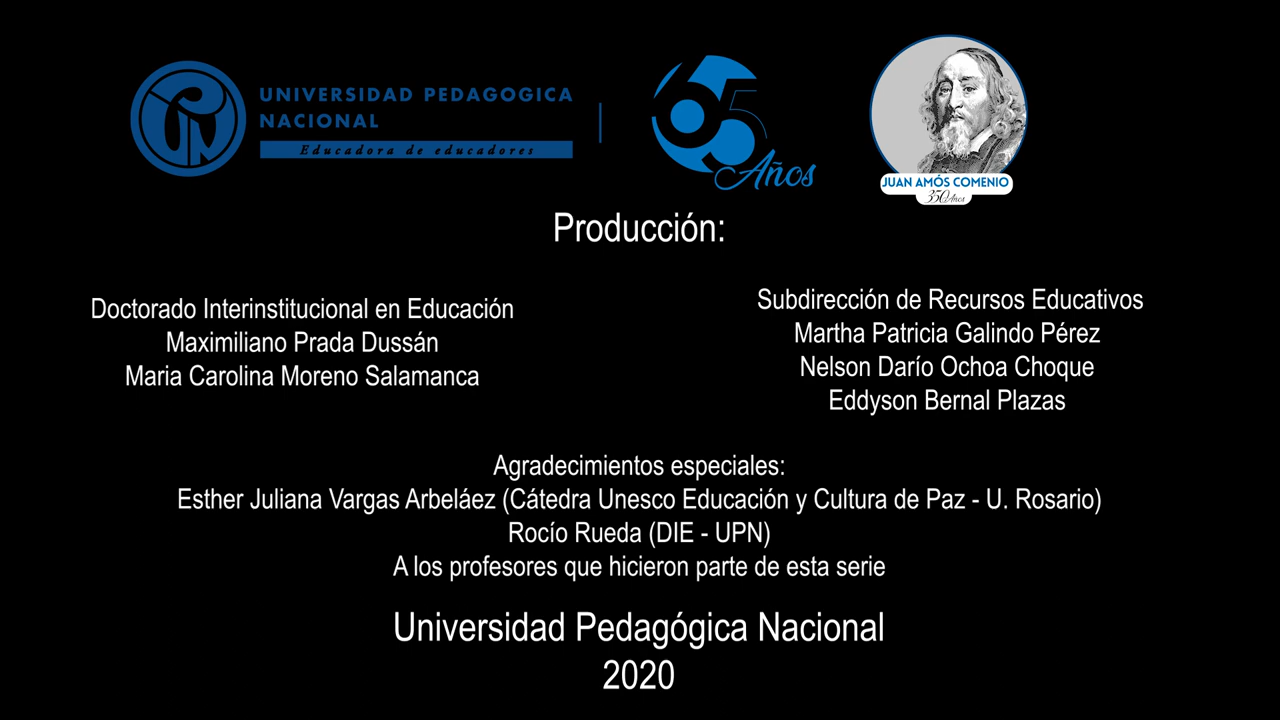 UNIVERSIDAD PEDAGOGICA
NACIONAL
Educadora de educadores
65
Años
JUAN AMÓS COMENIO
350 Años
Producción:
Doctorado Interinstitucional en Educación
Maximiliano Prada Dussán
Maria Carolina Moreno Salamanca
Subdirección de Recursos Educativos
Martha Patricia Galindo Pérez
Nelson Darío Ochoa Choque
Eddyson Bernal Plazas
Agradecimientos especiales:
Esther Juliana Vargas Arbeláez (Cátedra Unesco Educación y Cultura de Paz - U. Rosario)
Rocío Rueda (DIE - UPN)
A los profesores que hicieron parte de esta serie
Universidad Pedagógica Nacional
2020